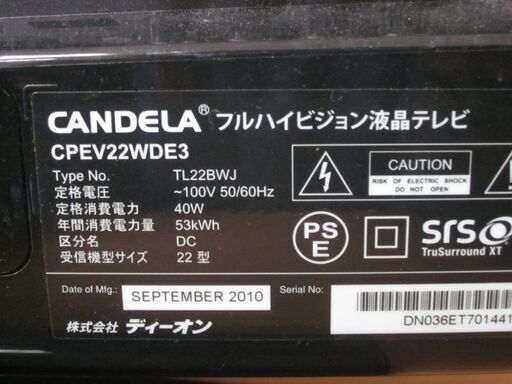 CANDELA® フルハイビジョン液晶テレビ
CPEV22WDE3
Type No. TL22BWJ
定格電圧 ~100V 50/60Hz
定格消費電力 40W
年間消費電力量 53kWh
区分名 DC
受信機型サイズ 22 型
CAUTION
RISK OF ELECTRIC SHOCK
DO NOT OPEN
PS
E
SRS
TruSurround XT
Date of Mfg.: SEPTEMBER 2010 Serial No.:
DN036ET701441
株式会社 ディーオン